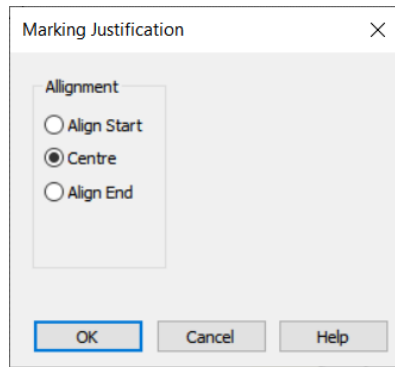 Marking Justification
Allignment
Align Start
Centre
Align End
OK Cancel Help